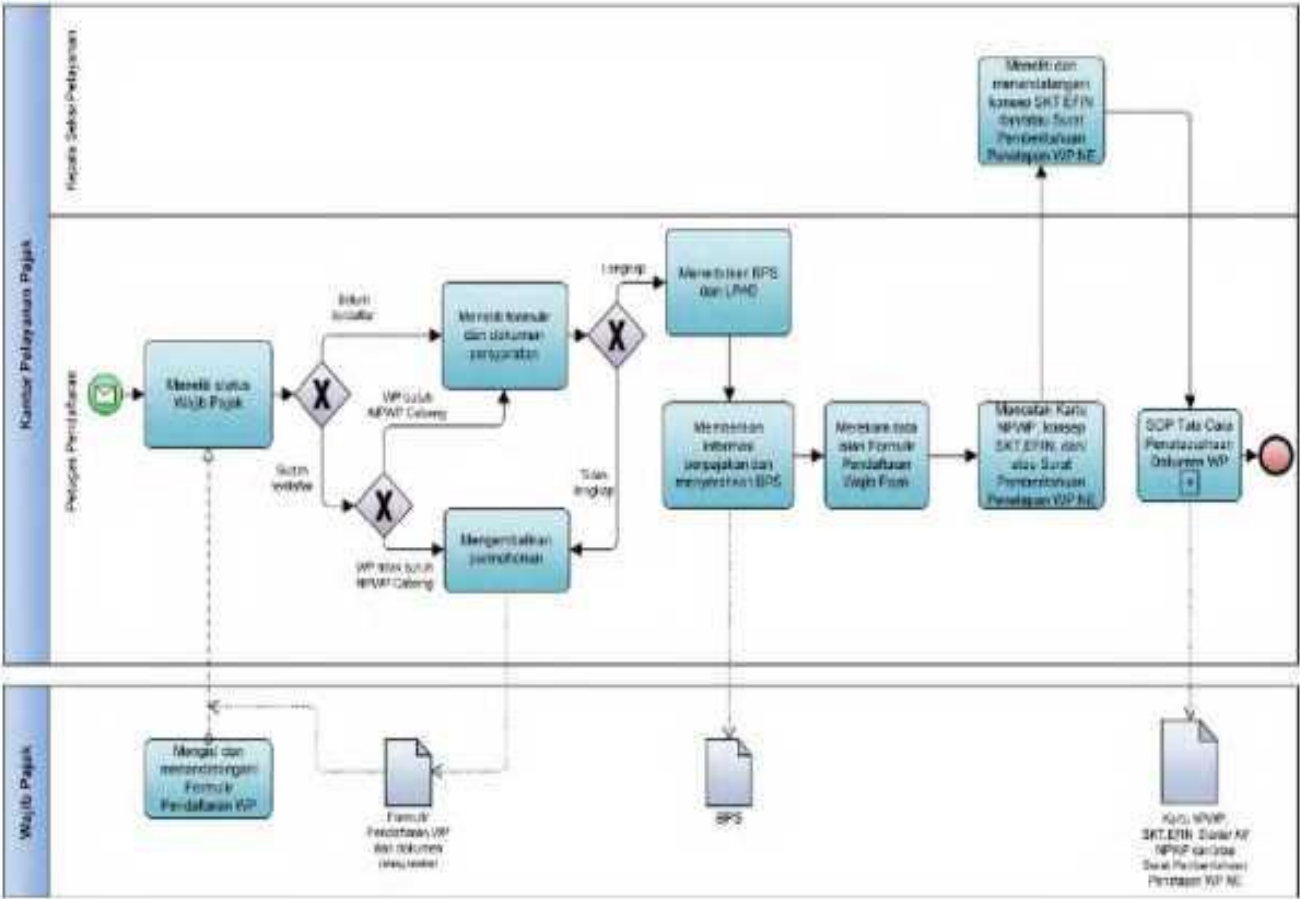 Kantor Pelayanan Pajak
Kepala Seksi Pelayanan
Petugas Pendaftaran
Meneliti dan
menandatangani
konsep SKT,EFIN
dan/atau Surat
Pemberitahuan
Penetapan WP NE
Meneliti status
Wajib Pajak
Belum
terdaftar
Sudah
terdaftar
Meneliti formulir
dan dokumen
persyaratan
WP butuh
NPWP Cabang
WP tidak butuh
NPWP Cabang
Mengembalikan
permohonan
Lengkap
Tidak
lengkap
Menerbitkan BPS
dan LPAD
Memberikan
informasi
perpajakan dan
menyerahkan BPS
Merekam data
isian Formulir
Pendaftaran
Wajib Pajak
Mencetak Kartu
NPWP, konsep
SKT,EFIN, dan/
atau Surat
Pemberitahuan
Penetapan WP NE
SOP Tata Cara
Penatausahaan
Dokumen WP
Wajib Pajak
Mengisi dan
menandatangani
Formulir
Pendaftaran WP
Formulir
Pendaftaran WP
dan dokumen
BPS
Kartu NPWP,
SKT,EFIN,
NPWP dan/atau
Surat Pemberitahuan
Penetapan WP NE